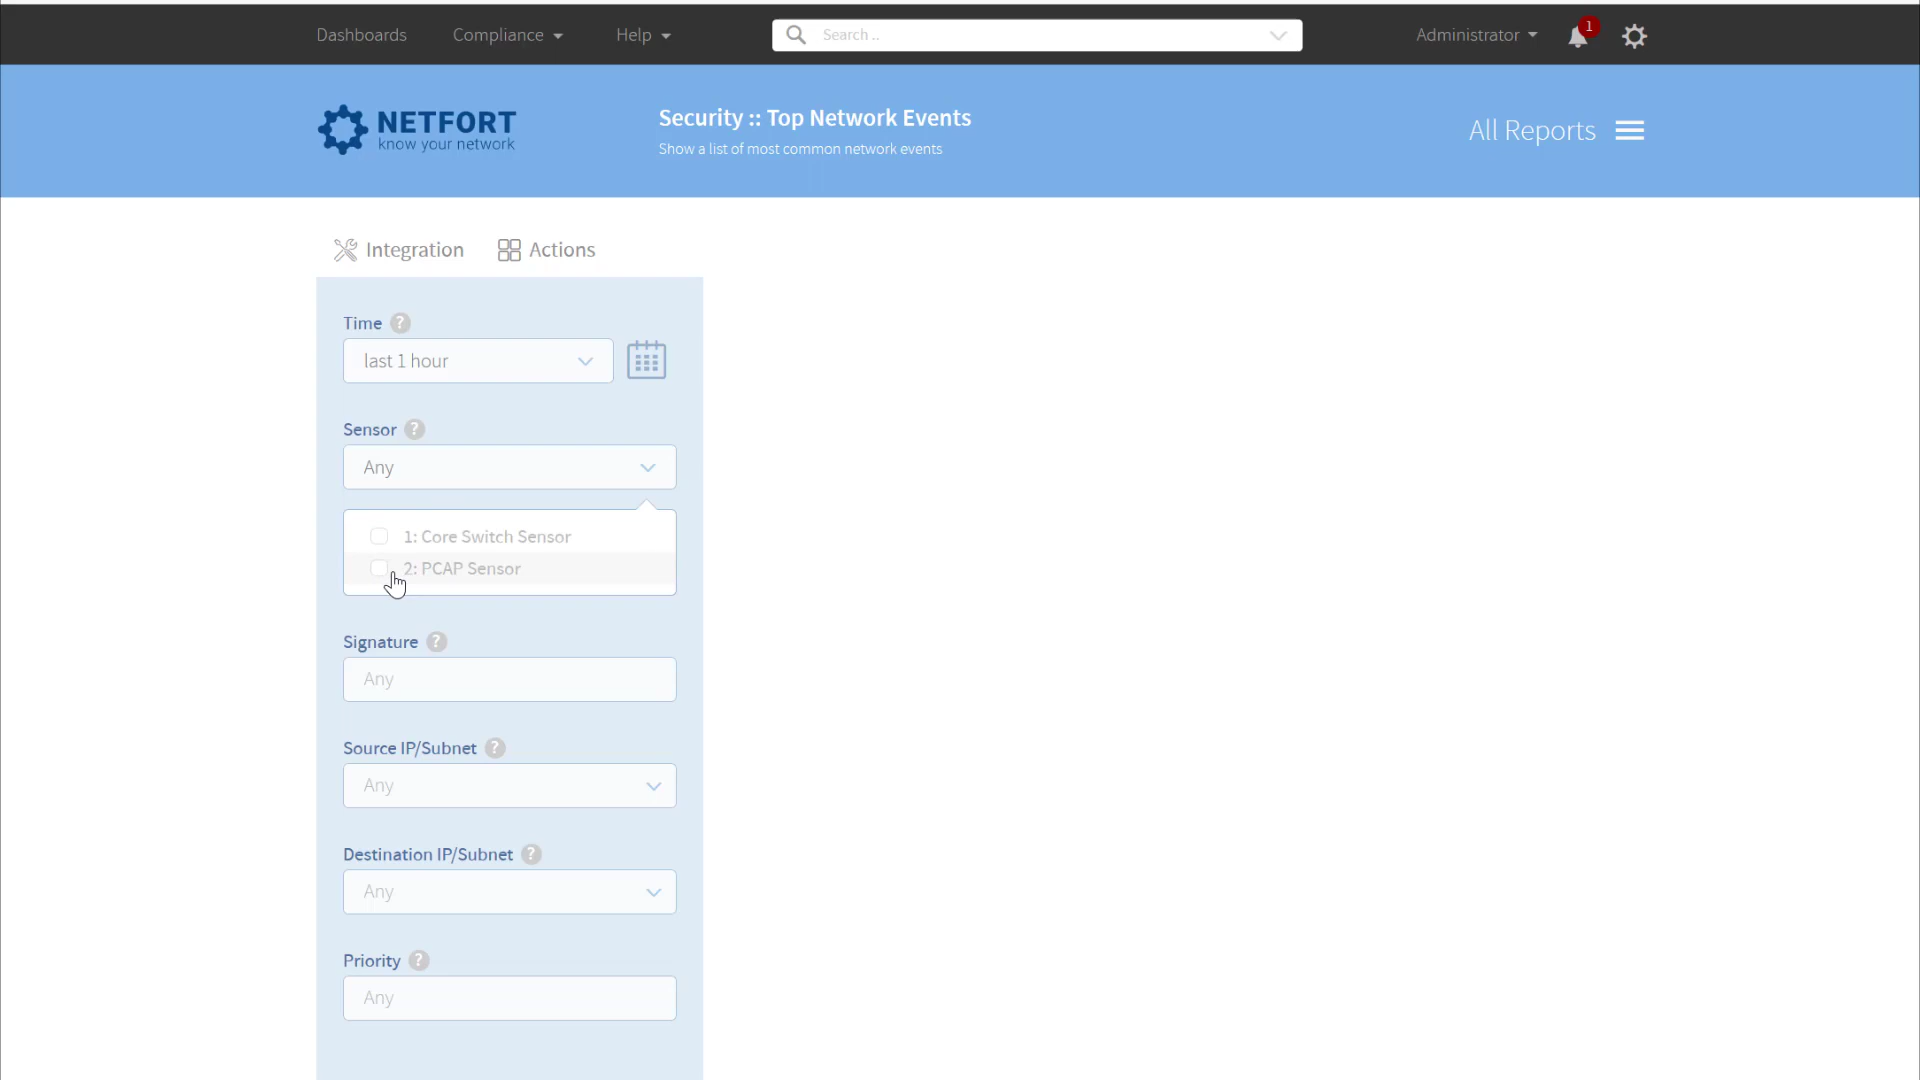 Dashboards Compliance Help Search .. Administrator 1
NETFORT
know your network
Security :: Top Network Events
Show a list of most common network events
All Reports
Integration Actions
Time ?
last 1 hour
Sensor ?
Any
1: Core Switch Sensor
2: PCAP Sensor
Signature ?
Any
Source IP/Subnet ?
Any
Destination IP/Subnet ?
Any
Priority ?
Any